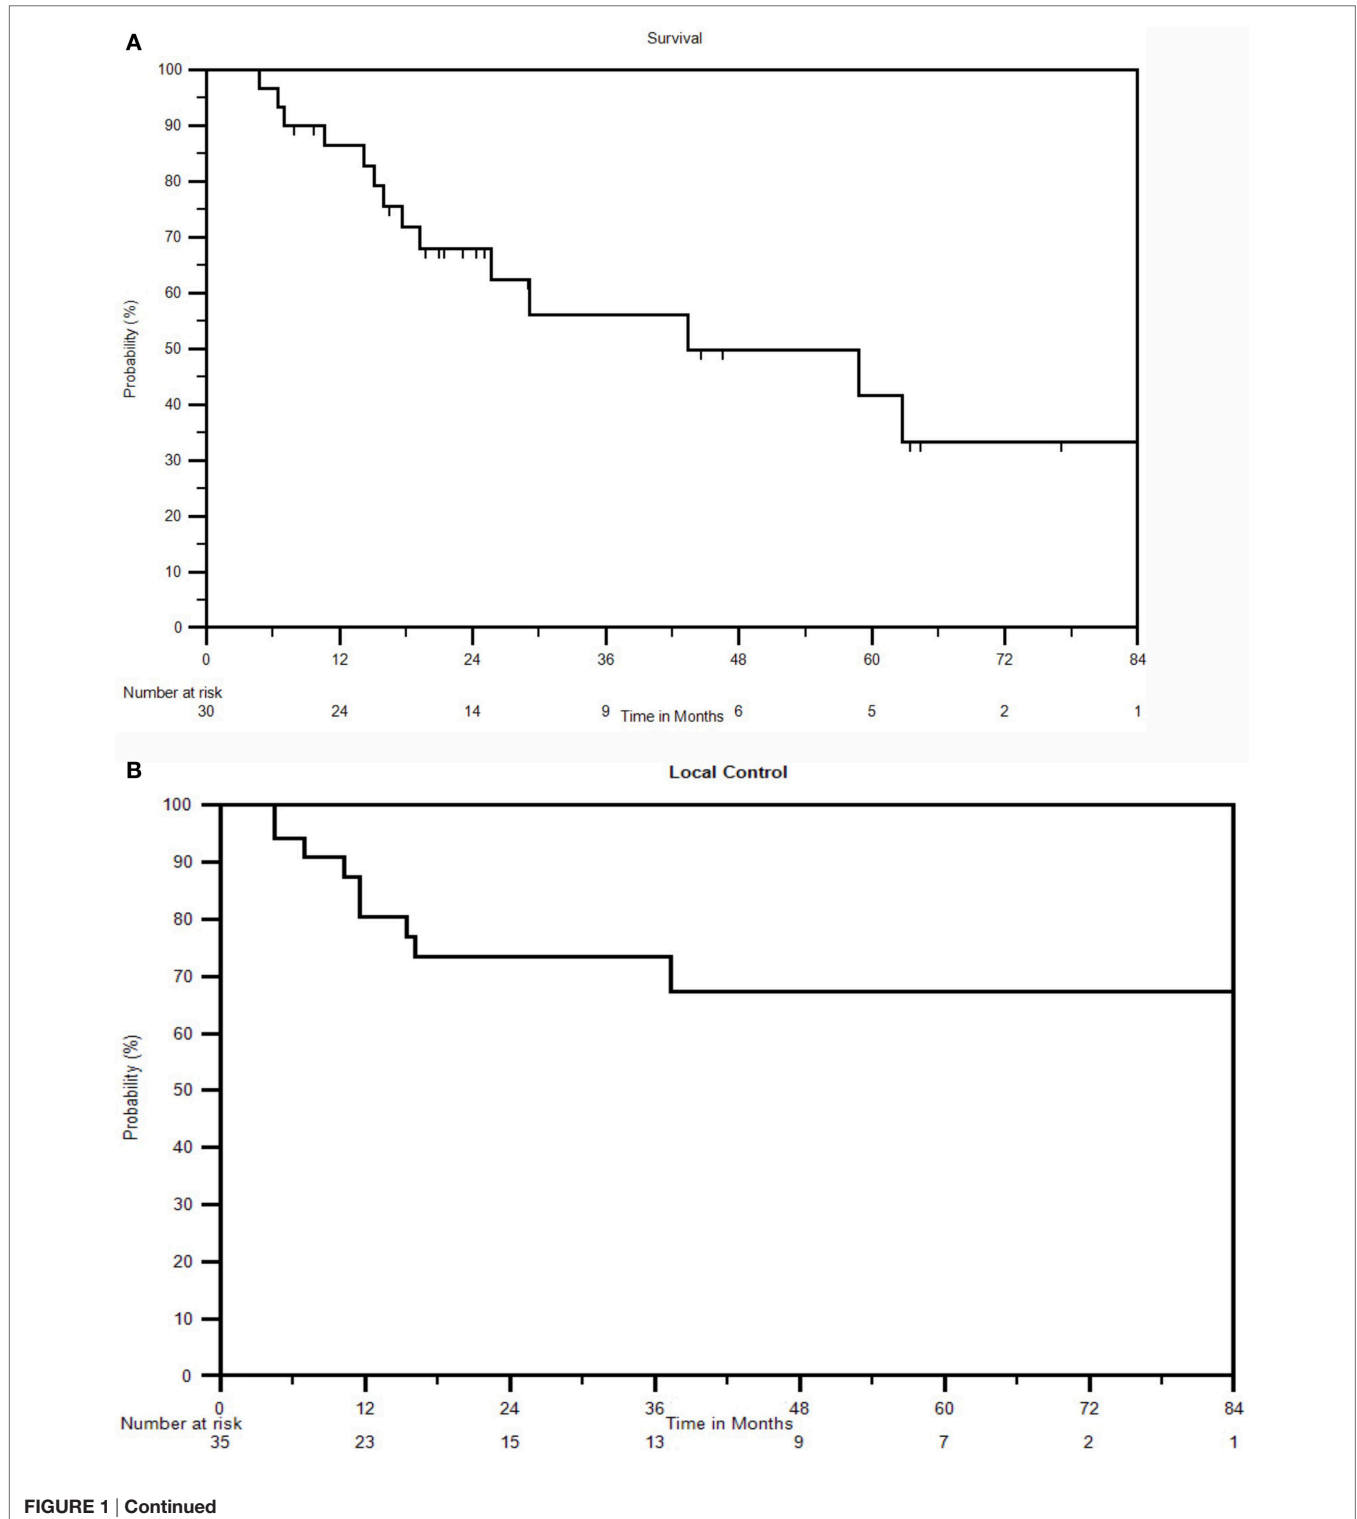 A
Survival
100
90
80
70
60
50
40
30
20
10
0
Probability (%)
0 12 24 36 48 60 72 84
Number at risk
30 24 14 9 Time in Months 6 5 2 1
B
Local Control
100
90
80
70
60
50
40
30
20
10
0
Probability (%)
0 12 24 36 48 60 72 84
Number at risk Time in Months
35 23 15 13 9 7 2 1
FIGURE 1 | Continued